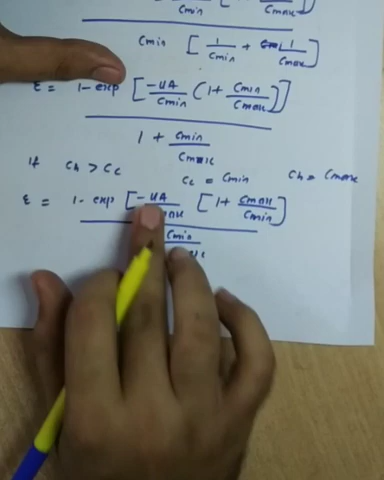 Cmin Cmax
Cmin [ 1/Cmin + 1/Cmax ]
ε = 1 - exp [ -UA/Cmin ( 1 + Cmin/Cmax ) ]
1 + Cmin/Cmax
If Ch > Cc Cc = Cmin Ch = Cmax
ε = 1 - exp [ -UA/ [ 1 + Cmax/Cmin ]
Cmin